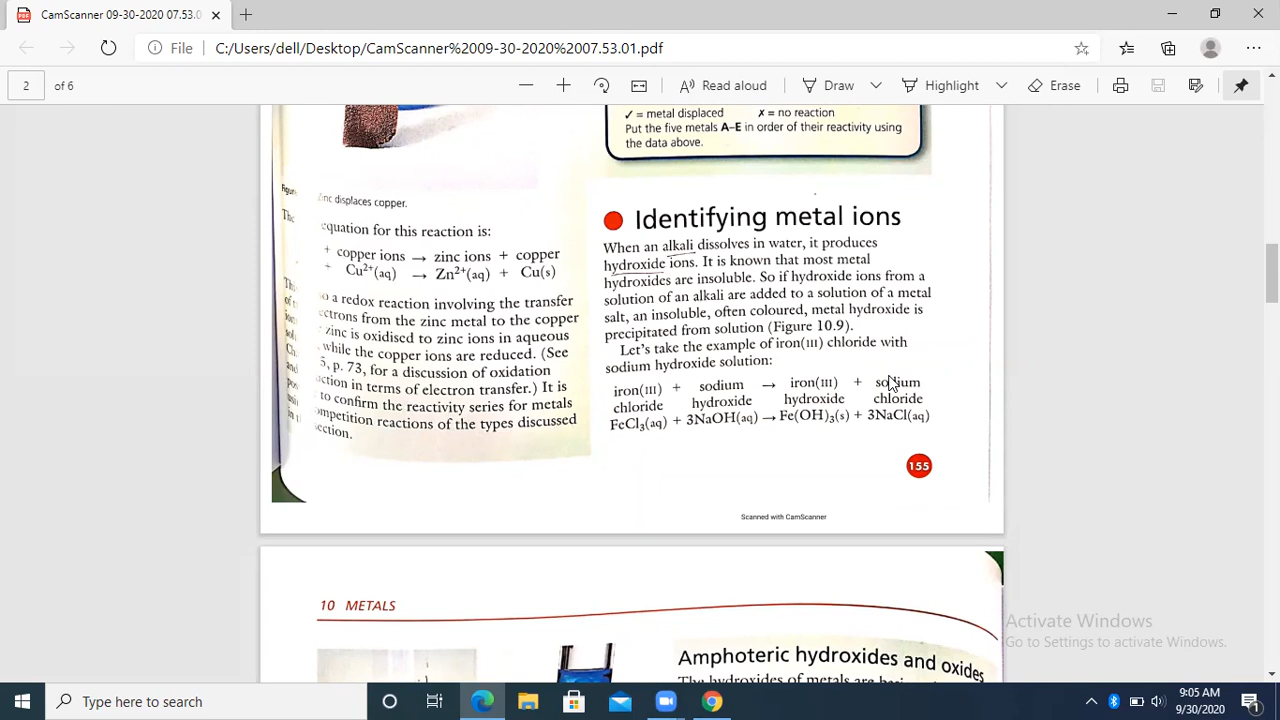 CamScanner 09-30-2020 07.53.0
File
C:/Users/dell/Desktop/CamScanner%2009-30-2020%2007.53.01.pdf
2 of 6
Read aloud
Draw
Highlight
Erase
✓ = metal displaced ✗ = no reaction
Put the five metals A–E in order of their reactivity using
the data above.
displaces copper.
equation for this reaction is:
+ copper ions → zinc ions + copper
+ Cu²⁺(aq) → Zn²⁺(aq) + Cu(s)
a redox reaction involving the transfer
from the zinc metal to the copper
zinc is oxidised to zinc ions in aqueous
while the copper ions are reduced. (See
5, p. 73, for a discussion of oxidation
in terms of electron transfer.) It is
to confirm the reactivity series for metals
reactions of the types discussed
Identifying metal ions
When an alkali dissolves in water, it produces
hydroxide ions. It is known that most metal
hydroxides are insoluble. So if hydroxide ions from a
solution of an alkali are added to a solution of a metal
salt, an insoluble, often coloured, metal hydroxide is
precipitated from solution (Figure 10.9).
Let's take the example of iron(III) chloride with
sodium hydroxide solution:
iron(III) + sodium → iron(III) + sodium
chloride hydroxide hydroxide chloride
FeCl₃(aq) + 3NaOH(aq) → Fe(OH)₃(s) + 3NaCl(aq)
155
Scanned with CamScanner
10 METALS
Amphoteric hydroxides and oxides
The hydroxides of metals are
Activate Windows
Go to Settings to activate Windows.
Type here to search
9:05 AM
9/30/2020